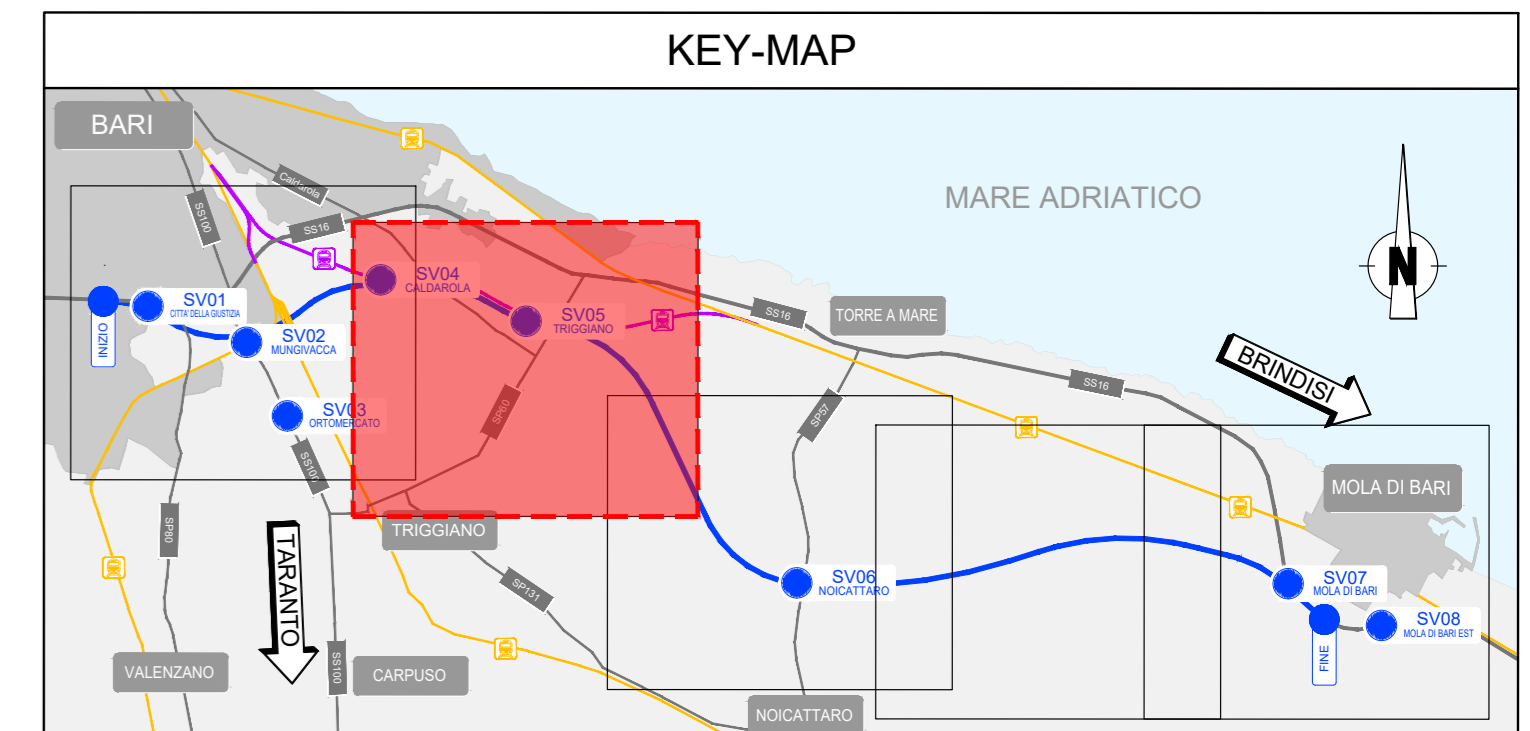 KEY-MAP
BARI
Caldarola
SS100
SS16
MARE ADRIATICO
N
SV04
CALDAROLA
SV01
CITTA' DELLA GIUSTIZIA
INIZIO
SV02
MUNGIVACCA
SV05
TRIGGIANO
SS16
TORRE A MARE
BRINDISI
SS16
SV03
ORTOMERCATO
SP60
SP57
SS100
MOLA DI BARI
SP80
TARANTO
TRIGGIANO
SP131
SV06
NOICATTARO
SV07
MOLA DI BARI
SV08
MOLA DI BARI EST
FINE
VALENZANO
SS100
CARPUSO
NOICATTARO